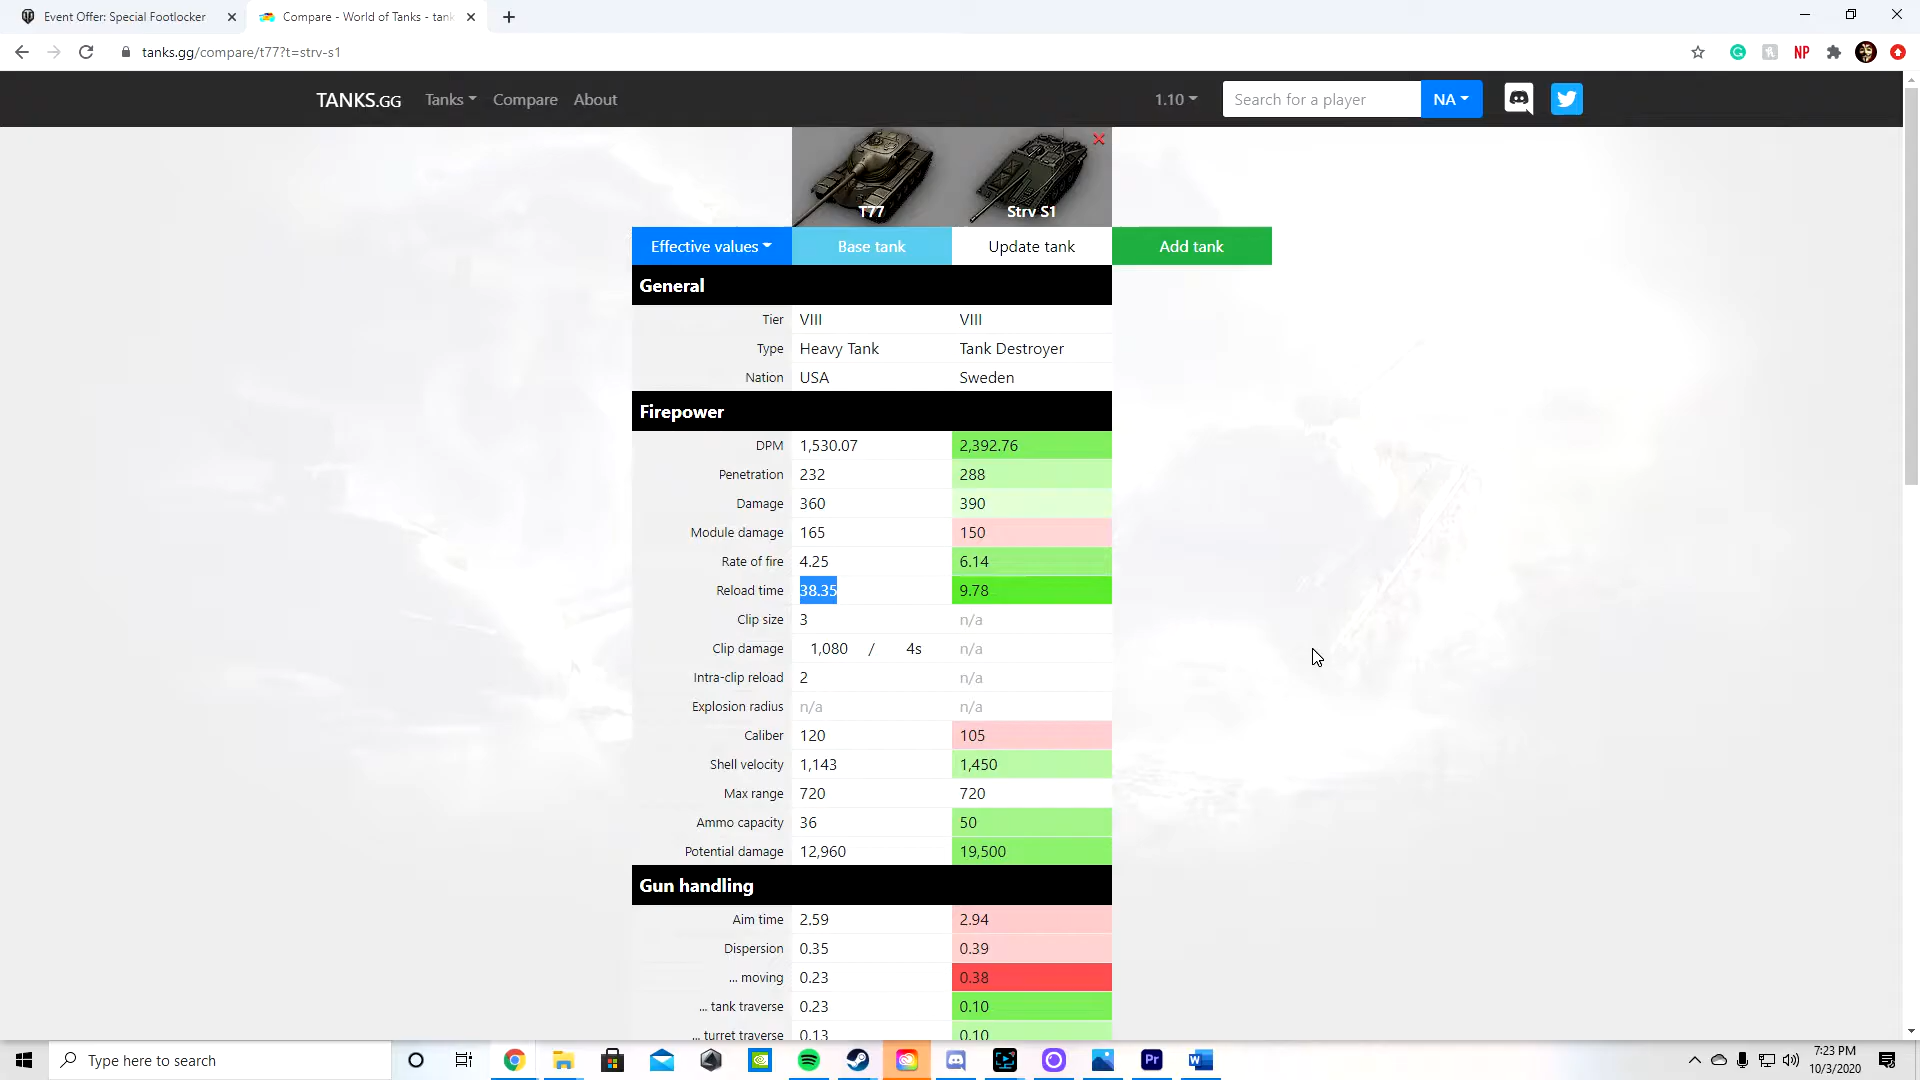 Event Offer: Special Footlocker
Compare - World of Tanks - tank
tanks.gg/compare/t77?t=strv-s1
NP
TANKS.GG Tanks Compare About 1.10 Search for a player NA
T77 Strv S1
Effective values Base tank Update tank Add tank
General
Tier VIII VIII
Type Heavy Tank Tank Destroyer
Nation USA Sweden
Firepower
DPM 1,530.07 2,392.76
Penetration 232 288
Damage 360 390
Module damage 165 150
Rate of fire 4.25 6.14
Reload time 38.35 9.78
Clip size 3 n/a
Clip damage 1,080 / 4s n/a
Intra-clip reload 2 n/a
Explosion radius n/a n/a
Caliber 120 105
Shell velocity 1,143 1,450
Max range 720 720
Ammo capacity 36 50
Potential damage 12,960 19,500
Gun handling
Aim time 2.59 2.94
Dispersion 0.35 0.39
... moving 0.23 0.38
... tank traverse 0.23 0.10
... turret traverse 0.13 0.10
Type here to search
Pr
W
7:23 PM
10/3/2020